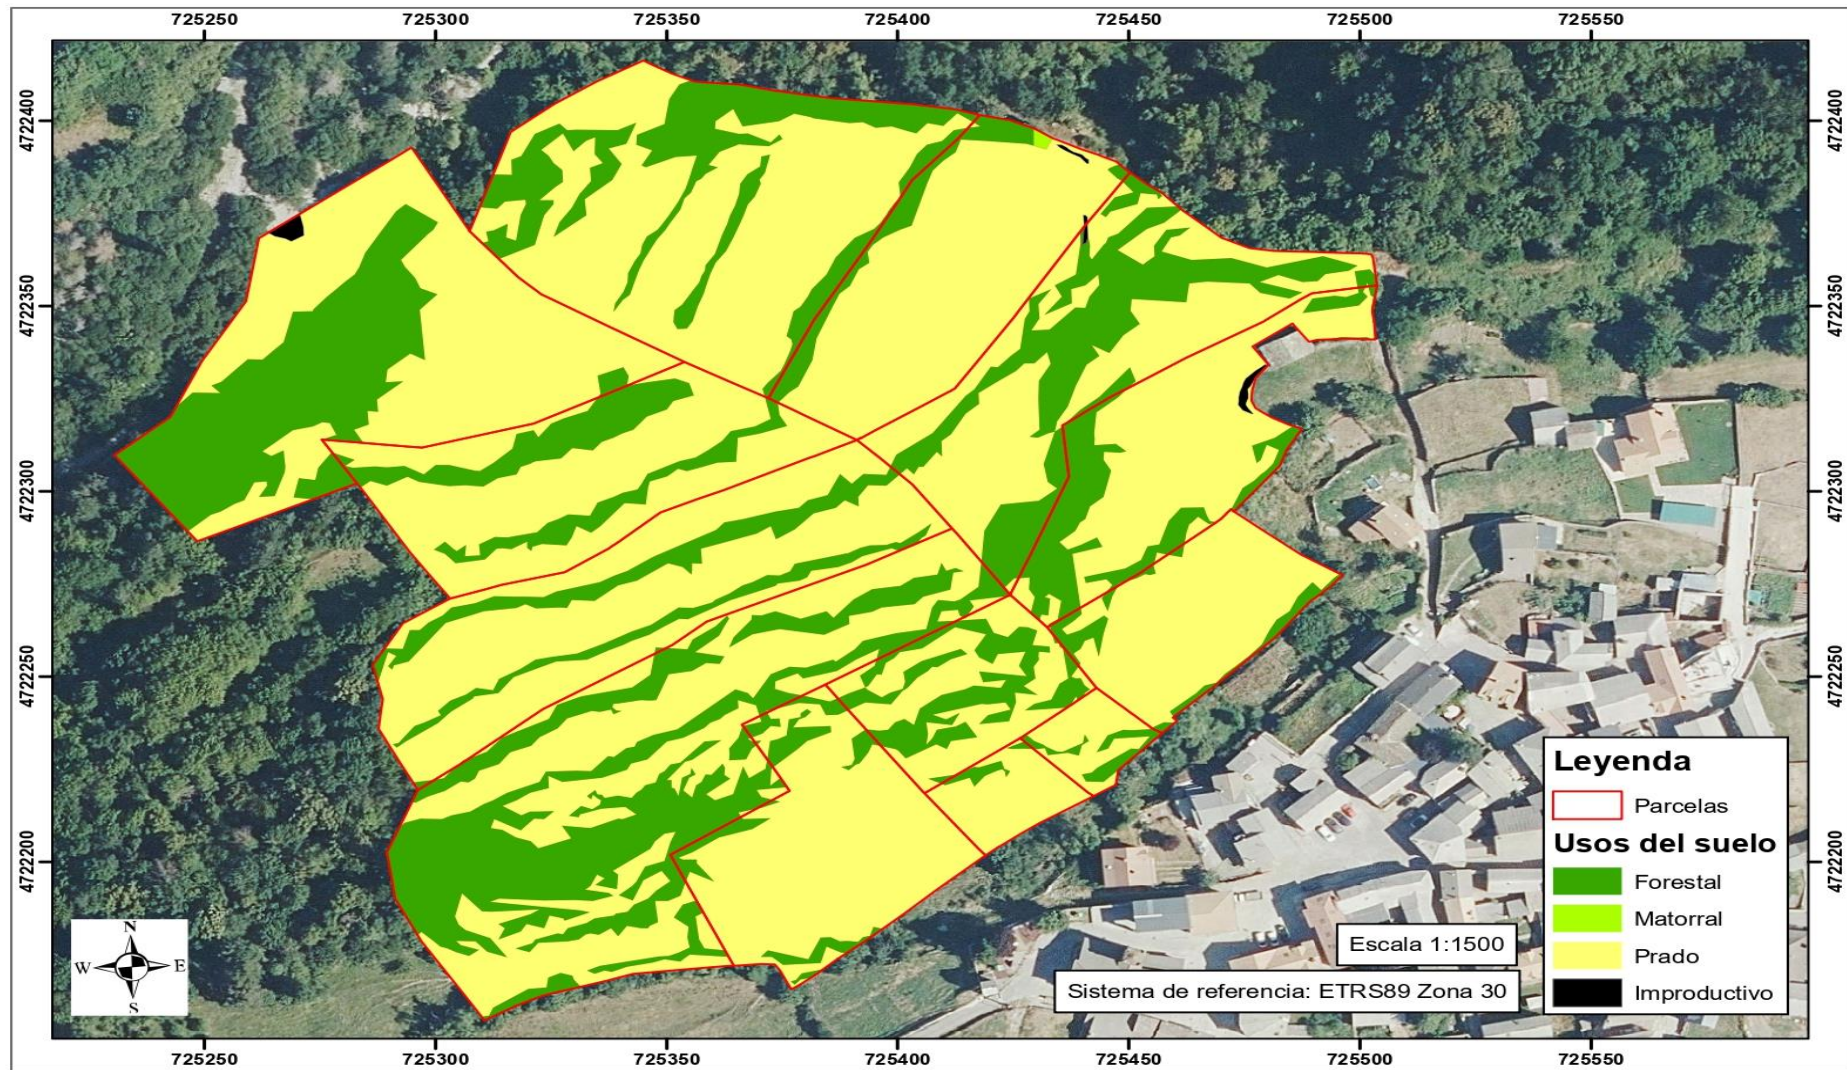 725250 725300 725350 725400 725450 725500 725550
4722400 4722400
4722350 4722350
4722300 4722300
4722250 4722250
4722200 4722200
Leyenda
Parcelas
Usos del suelo
Forestal
Matorral
Prado
Improductivo
N
W E
S
Escala 1:1500
Sistema de referencia: ETRS89 Zona 30
725250 725300 725350 725400 725450 725500 725550